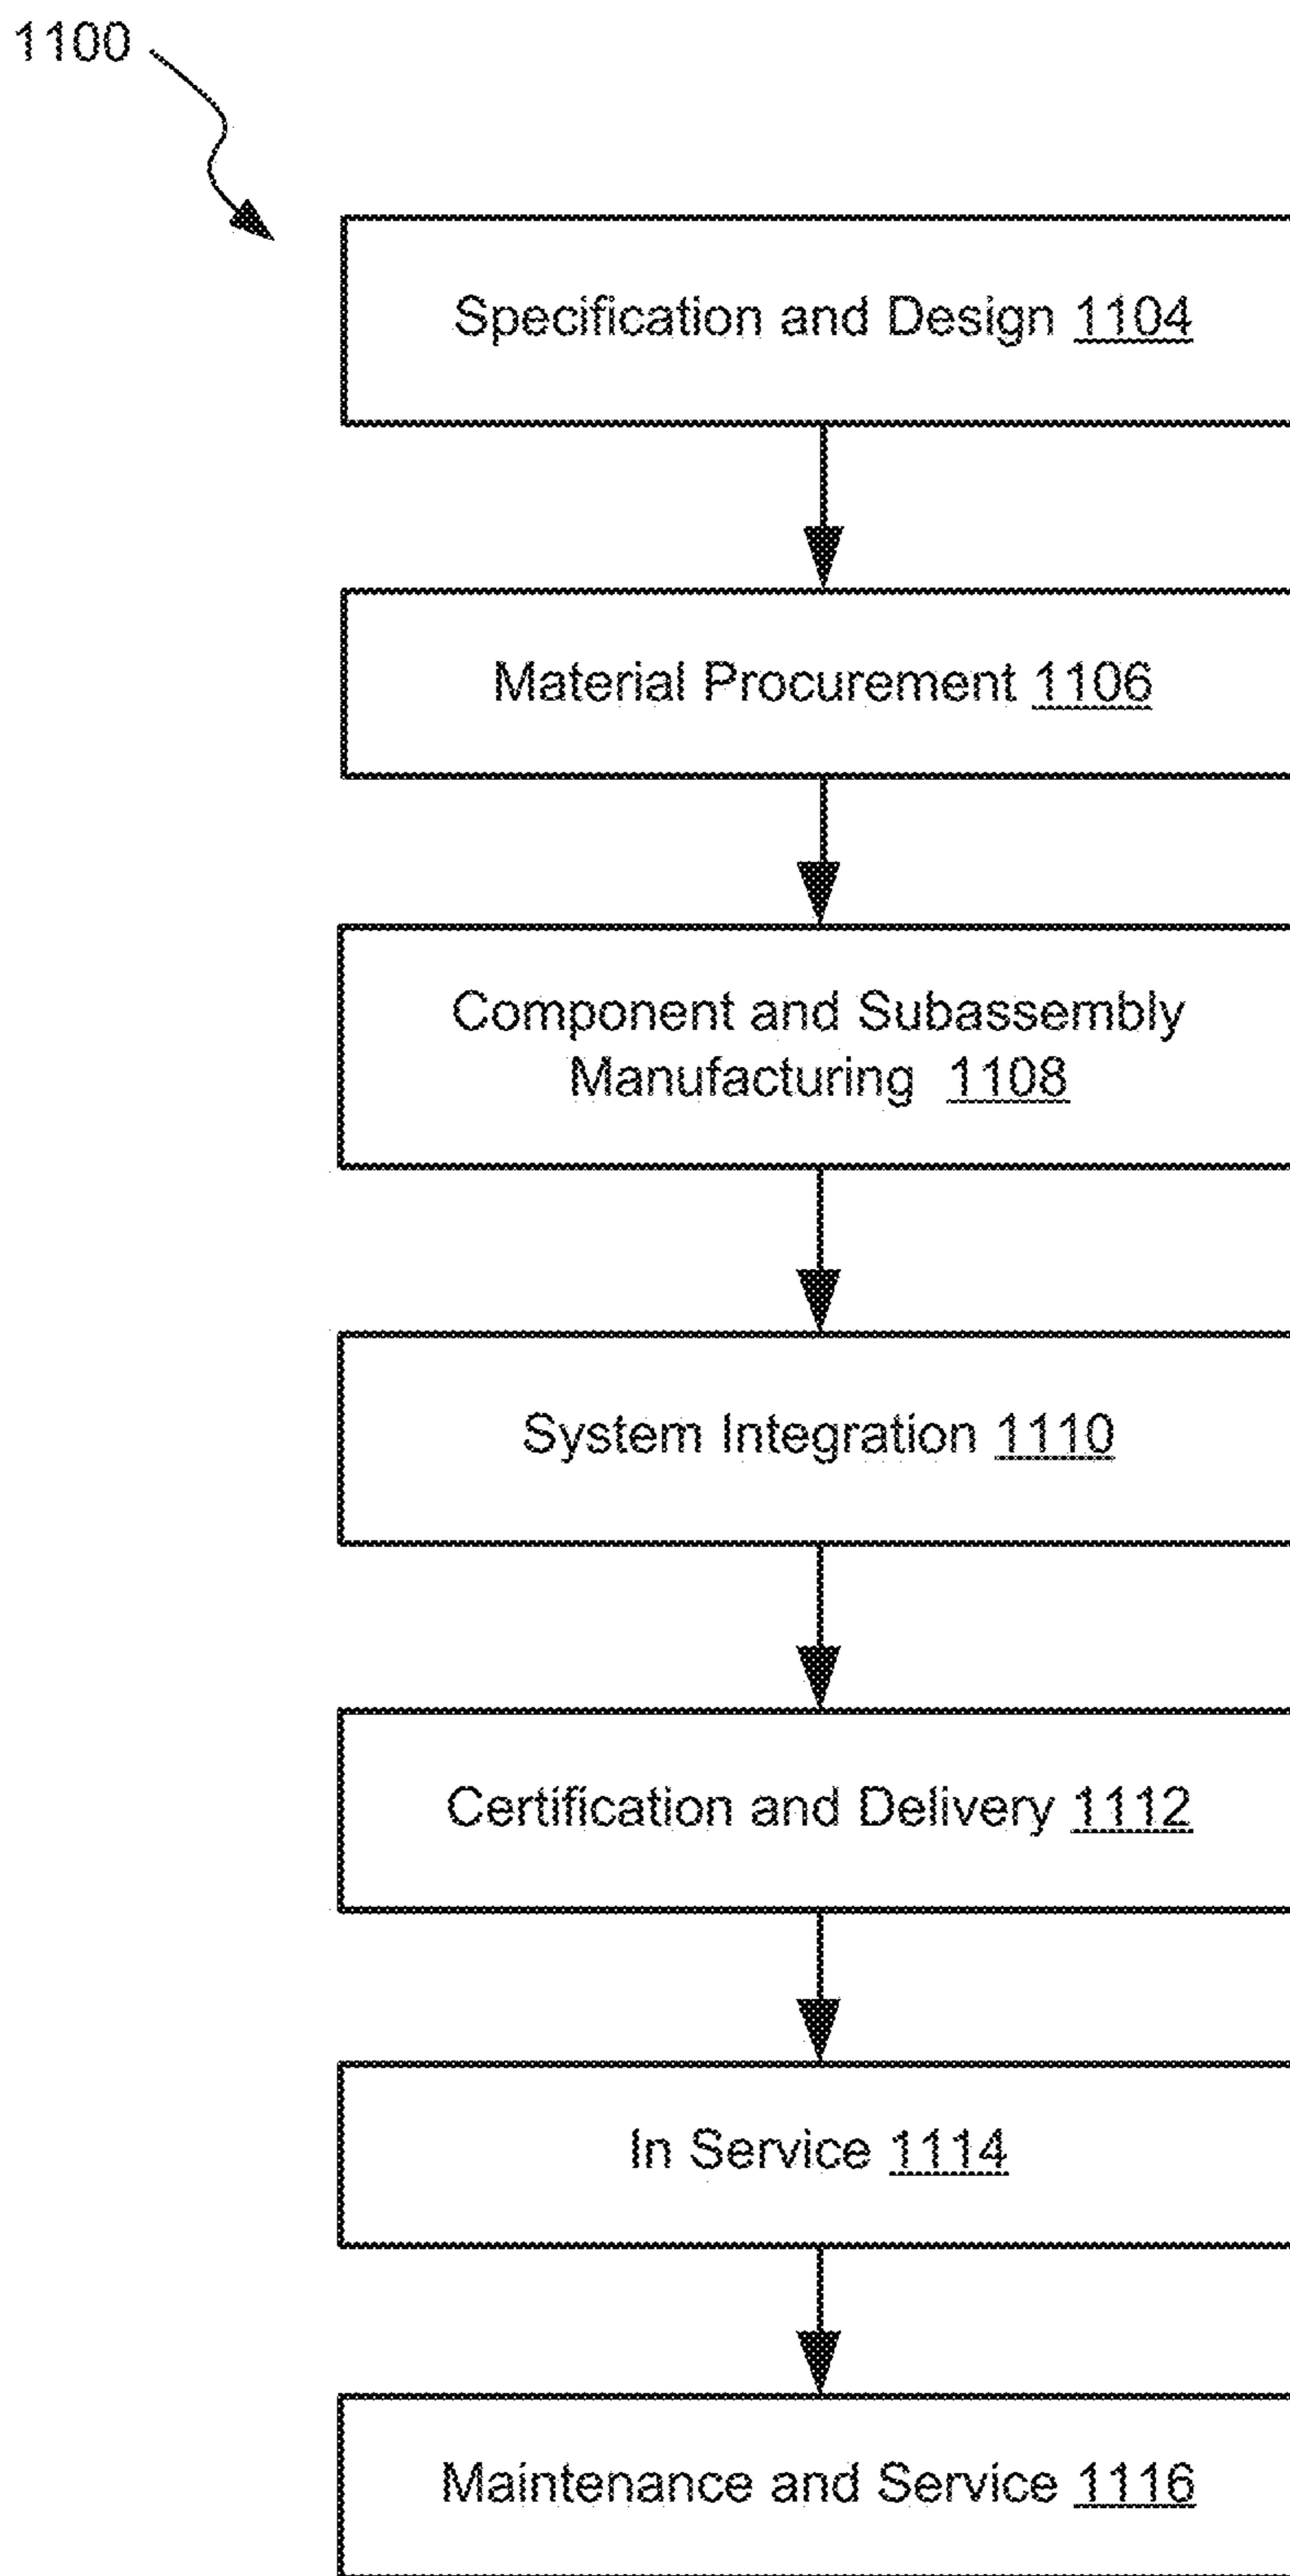 1100
Specification and Design 1104
Material Procurement 1106
Component and Subassembly
Manufacturing 1108
System Integration 1110
Certification and Delivery 1112
In Service 1114
Maintenance and Service 1116